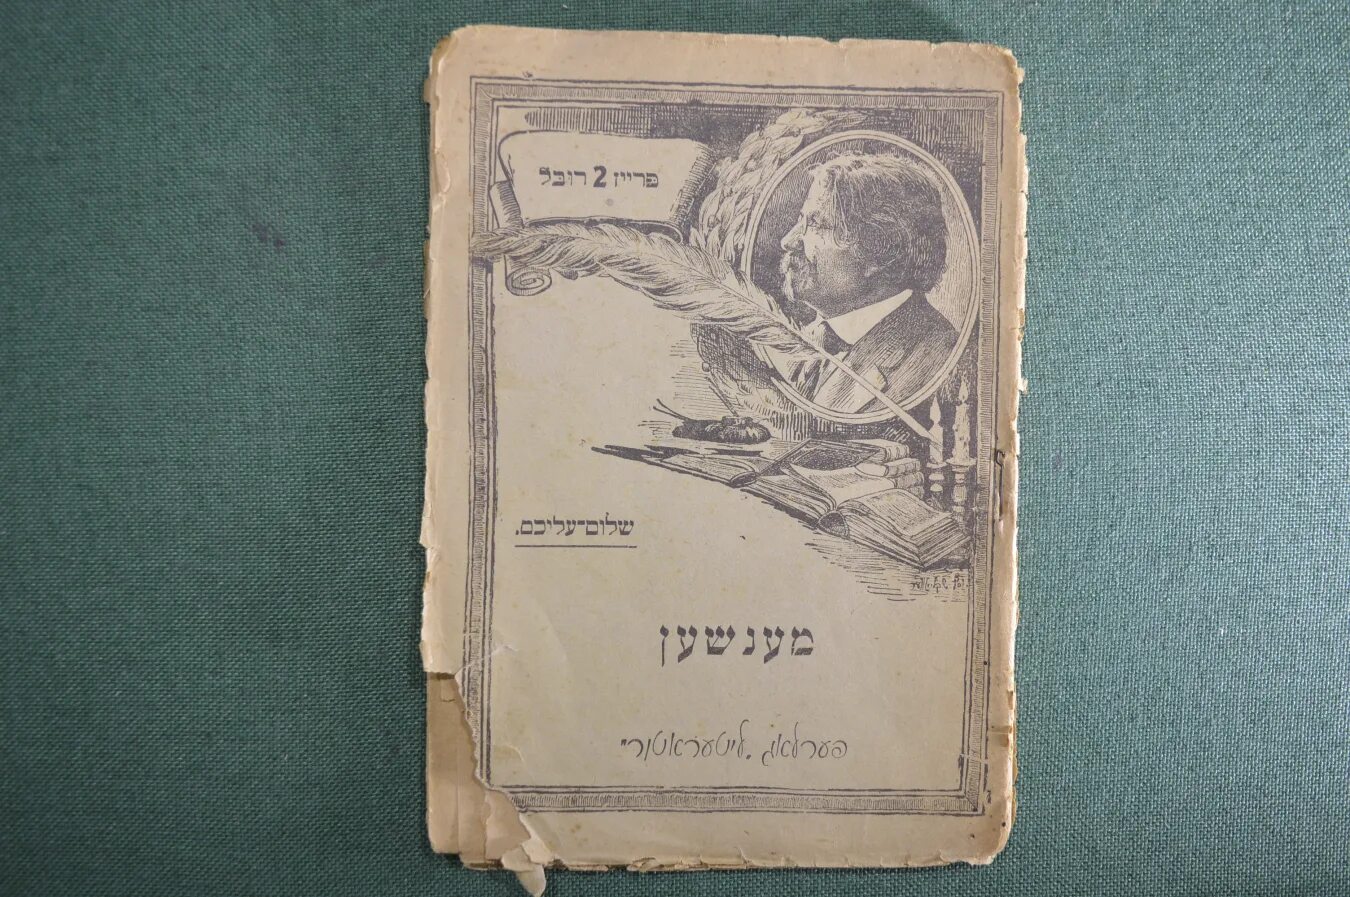 פרייז 2 רובל
שלום־עליכם.
מענשען
פערלאג „ליטעראטור״